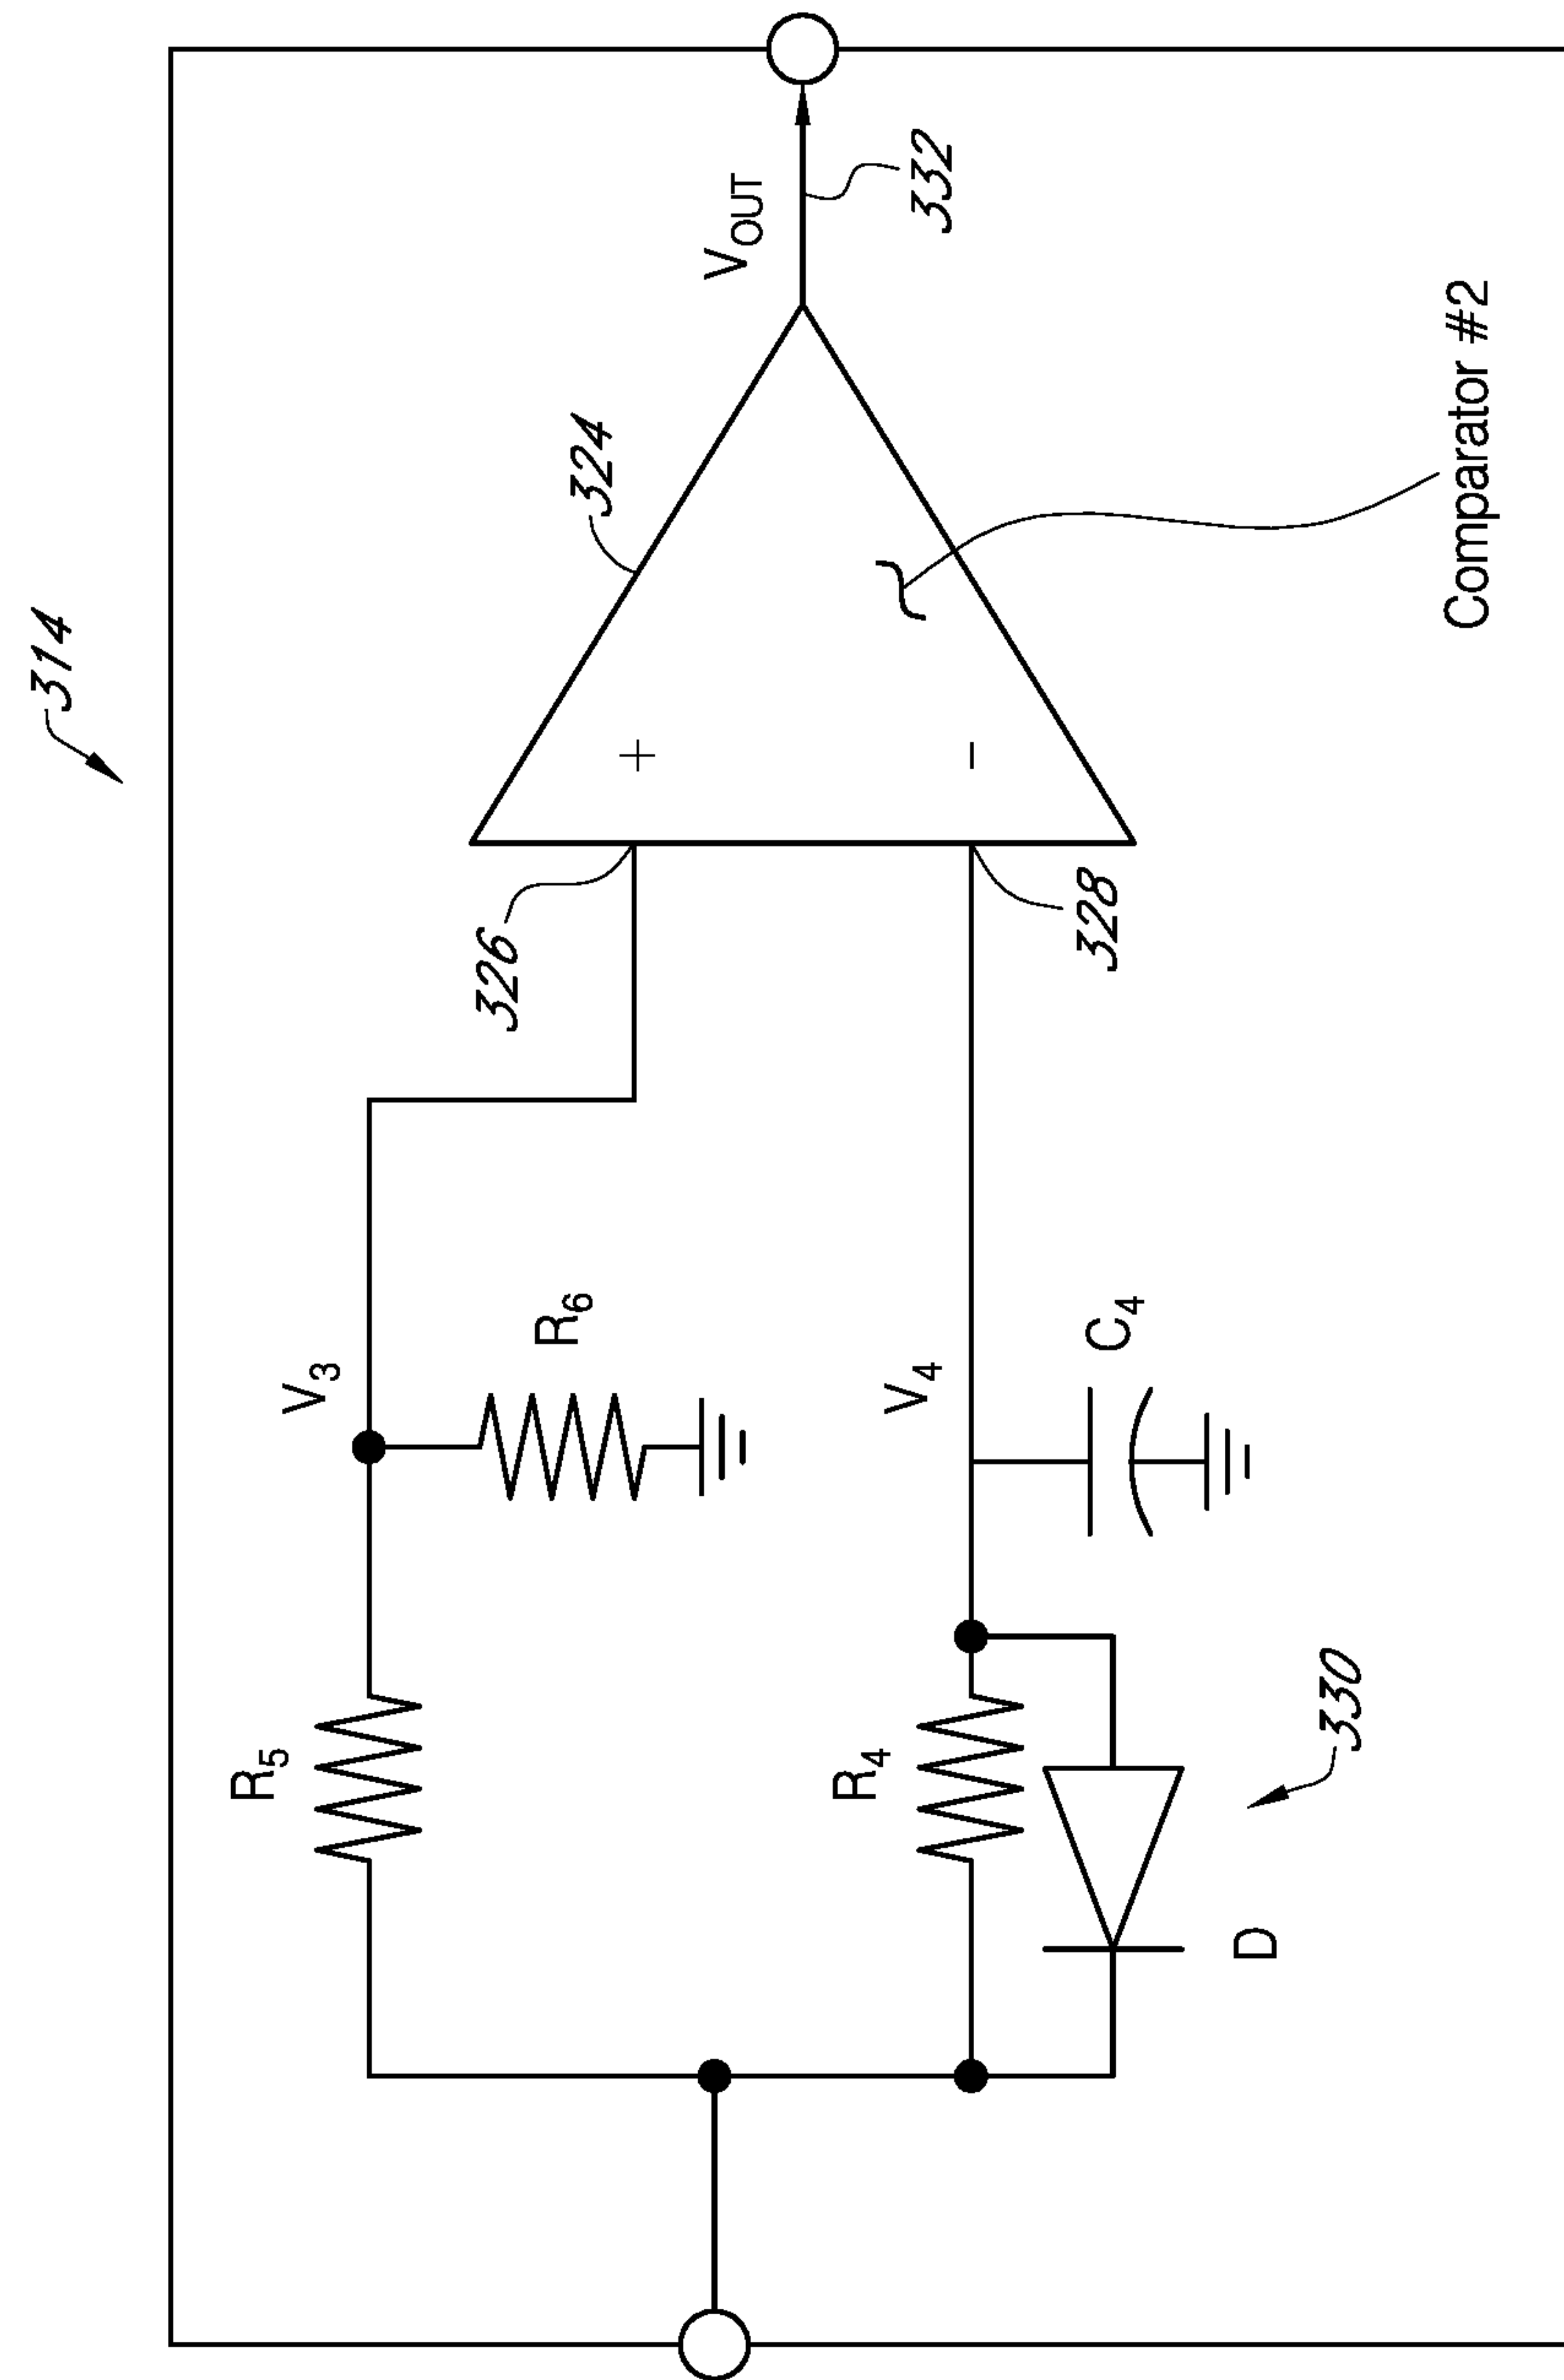 314
R5
V3
R6
326
324
+
−
VOUT
332
R4
V4
328
C4
D
330
Comparator #2